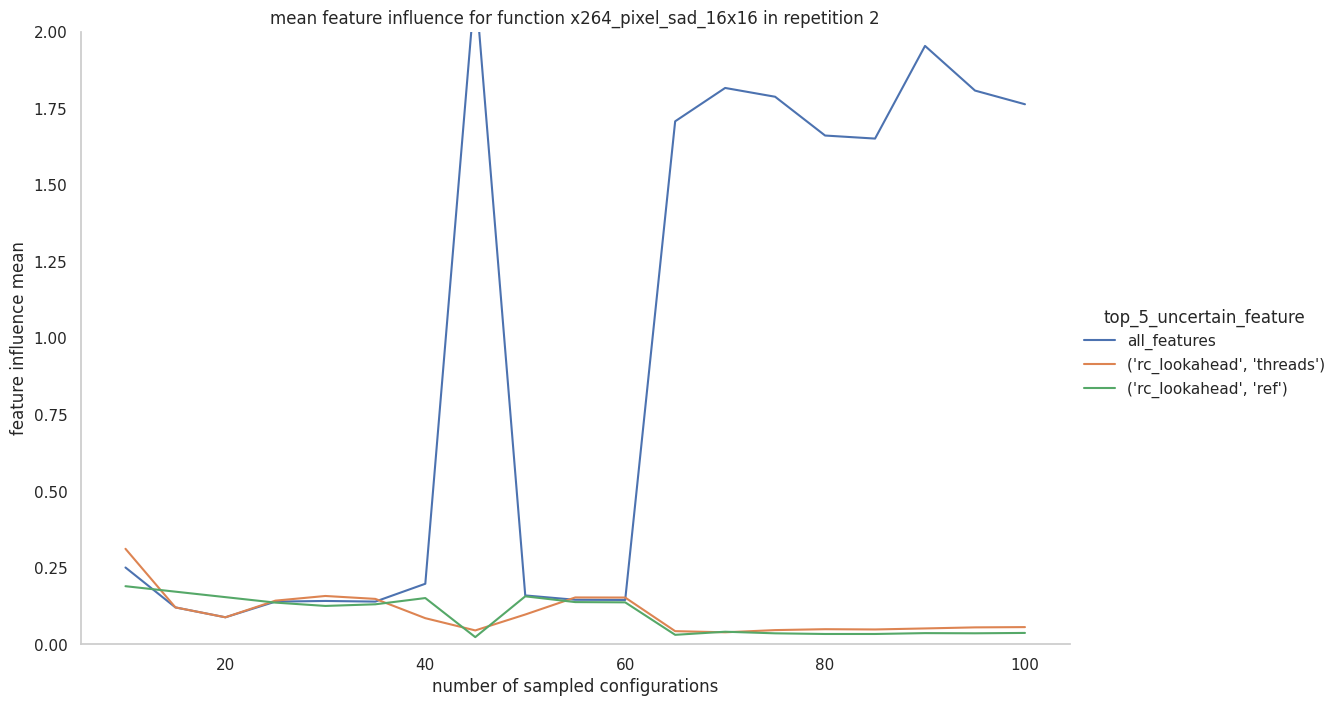 mean feature influence for function x264_pixel_sad_16x16 in repetition 2
2.00
1.75
1.50
1.25
1.00
0.75
0.50
0.25
0.00
feature influence mean
20
40
60
80
100
number of sampled configurations
top_5_uncertain_feature
all_features
('rc_lookahead', 'threads')
('rc_lookahead', 'ref')